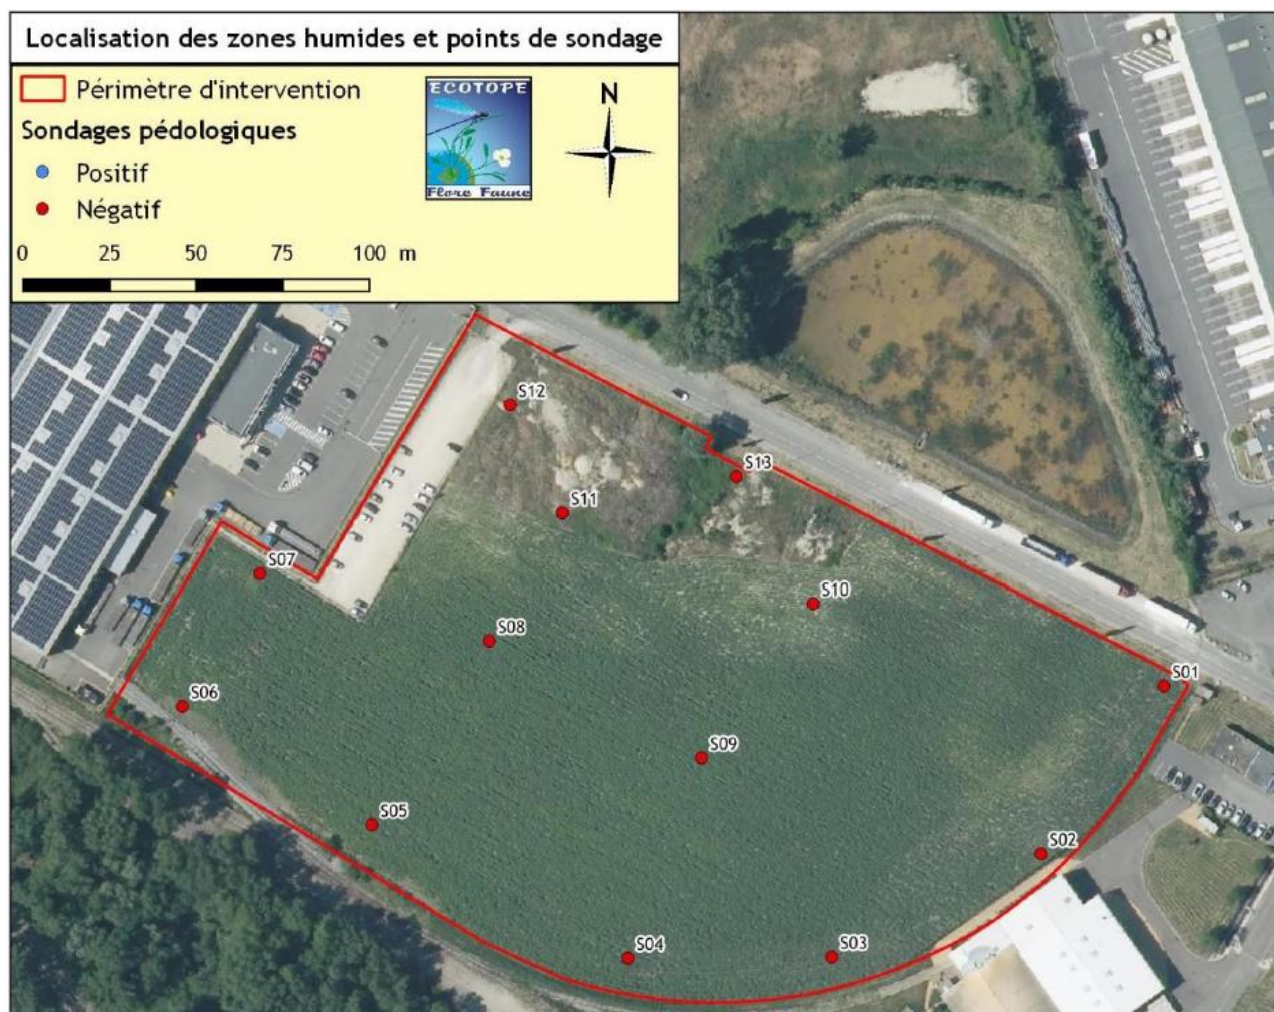 Localisation des zones humides et points de sondage
Périmètre d'intervention
Sondages pédologiques
Positif
Négatif
ECOTOPE
Flore Faune
N
0 25 50 75 100 m
S12
S13
S11
S07
S10
S08
S01
S06
S09
S05
S02
S04
S03